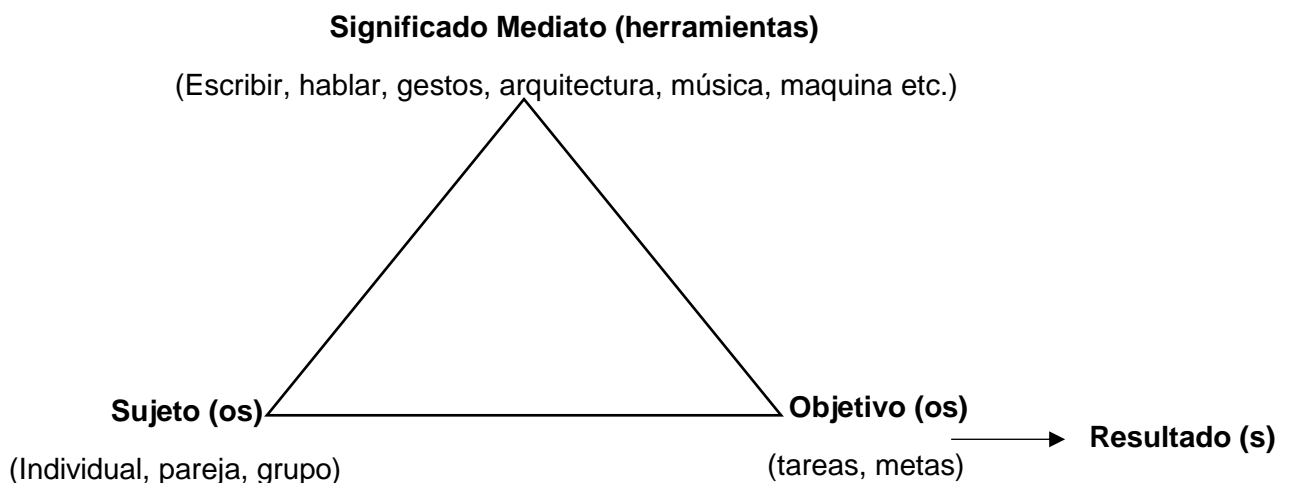 Significado Mediato (herramientas)
(Escribir, hablar, gestos, arquitectura, música, maquina etc.)
Sujeto (os)
Objetivo (os)
Resultado (s)
(Individual, pareja, grupo)
(tareas, metas)